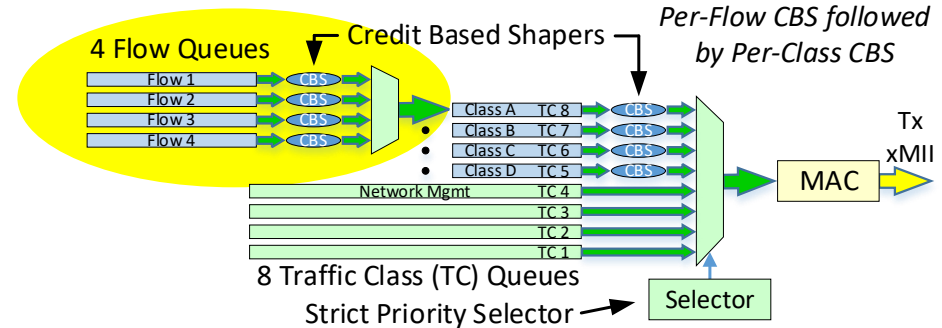 4 Flow Queues
Credit Based Shapers
Per-Flow CBS followed
by Per-Class CBS
Flow 1 CBS
Flow 2 CBS
Flow 3 CBS
Flow 4 CBS
Class A TC 8 CBS
Class B TC 7 CBS
Class C TC 6 CBS
Class D TC 5 CBS
Network Mgmt TC 4
TC 3
TC 2
TC 1
MAC
Tx
xMII
8 Traffic Class (TC) Queues
Strict Priority Selector
Selector